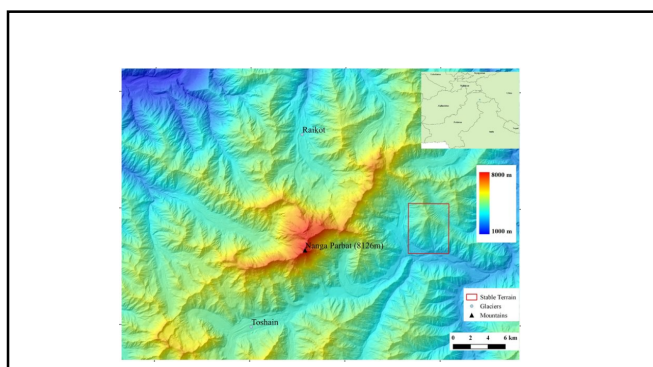 Raikot
8000 m
1000 m
Nanga Parbat (8126m)
Stable Terrain
Glaciers
Mountains
Toshain
0 2 4 6 km